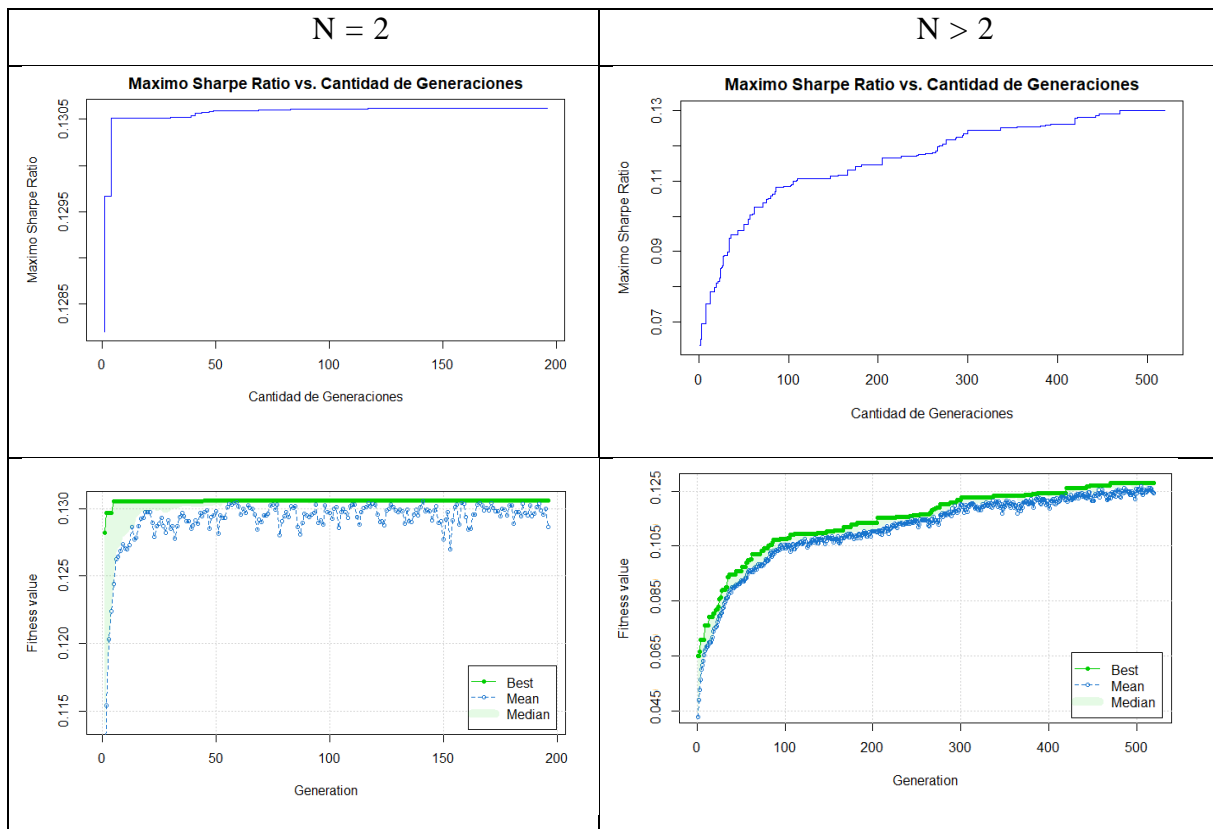 N = 2
N > 2
Maximo Sharpe Ratio vs. Cantidad de Generaciones
Maximo Sharpe Ratio
0.1305
0.1295
0.1285
0
50
100
150
200
Cantidad de Generaciones
Maximo Sharpe Ratio vs. Cantidad de Generaciones
Maximo Sharpe Ratio
0.13
0.11
0.09
0.07
0
100
200
300
400
500
Cantidad de Generaciones
Fitness value
0.130
0.125
0.120
0.115
Best
Mean
Median
0
50
100
150
200
Generation
Fitness value
0.125
0.105
0.085
0.065
0.045
Best
Mean
Median
0
100
200
300
400
500
Generation